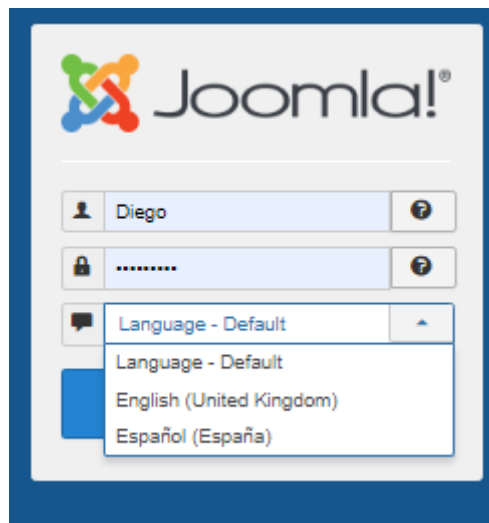 Joomla!®
Diego
•••••••••
Language - Default
Language - Default
English (United Kingdom)
Español (España)